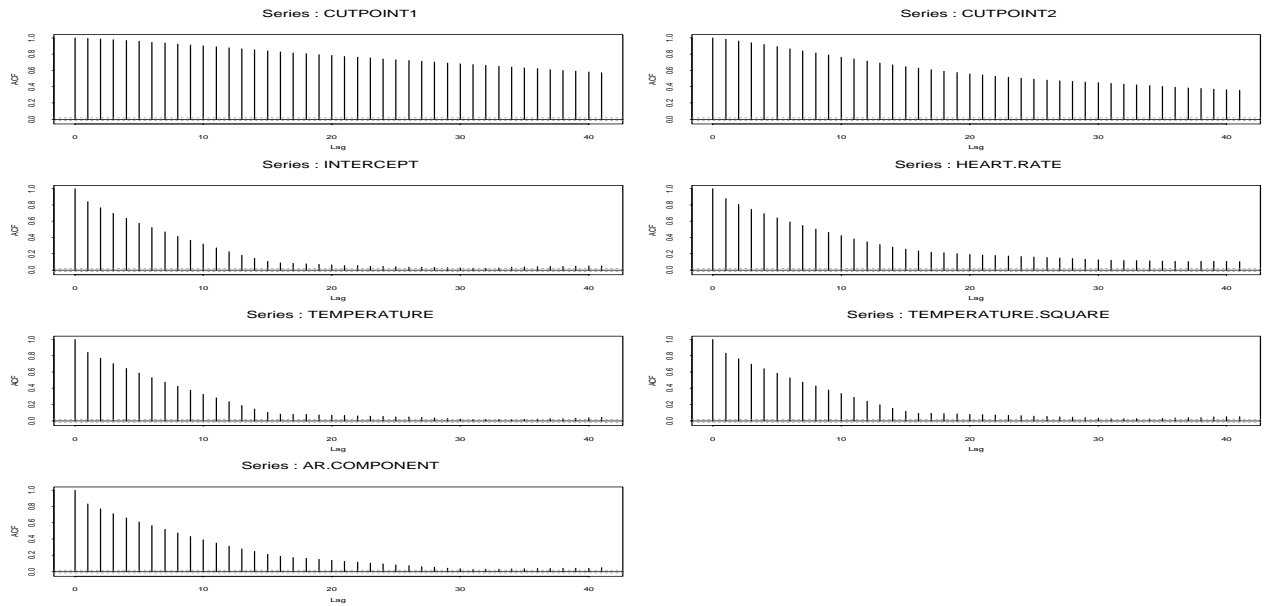 Series : CUTPOINT1
ACF
0.0 0.2 0.4 0.6 0.8 1.0
0 10 20 30 40
Lag
Series : CUTPOINT2
ACF
0.0 0.2 0.4 0.6 0.8 1.0
0 10 20 30 40
Lag
Series : INTERCEPT
ACF
0.0 0.2 0.4 0.6 0.8 1.0
0 10 20 30 40
Lag
Series : HEART.RATE
ACF
0.0 0.2 0.4 0.6 0.8 1.0
0 10 20 30 40
Lag
Series : TEMPERATURE
ACF
0.0 0.2 0.4 0.6 0.8 1.0
0 10 20 30 40
Lag
Series : TEMPERATURE.SQUARE
ACF
0.0 0.2 0.4 0.6 0.8 1.0
0 10 20 30 40
Lag
Series : AR.COMPONENT
ACF
0.0 0.2 0.4 0.6 0.8 1.0
0 10 20 30 40
Lag